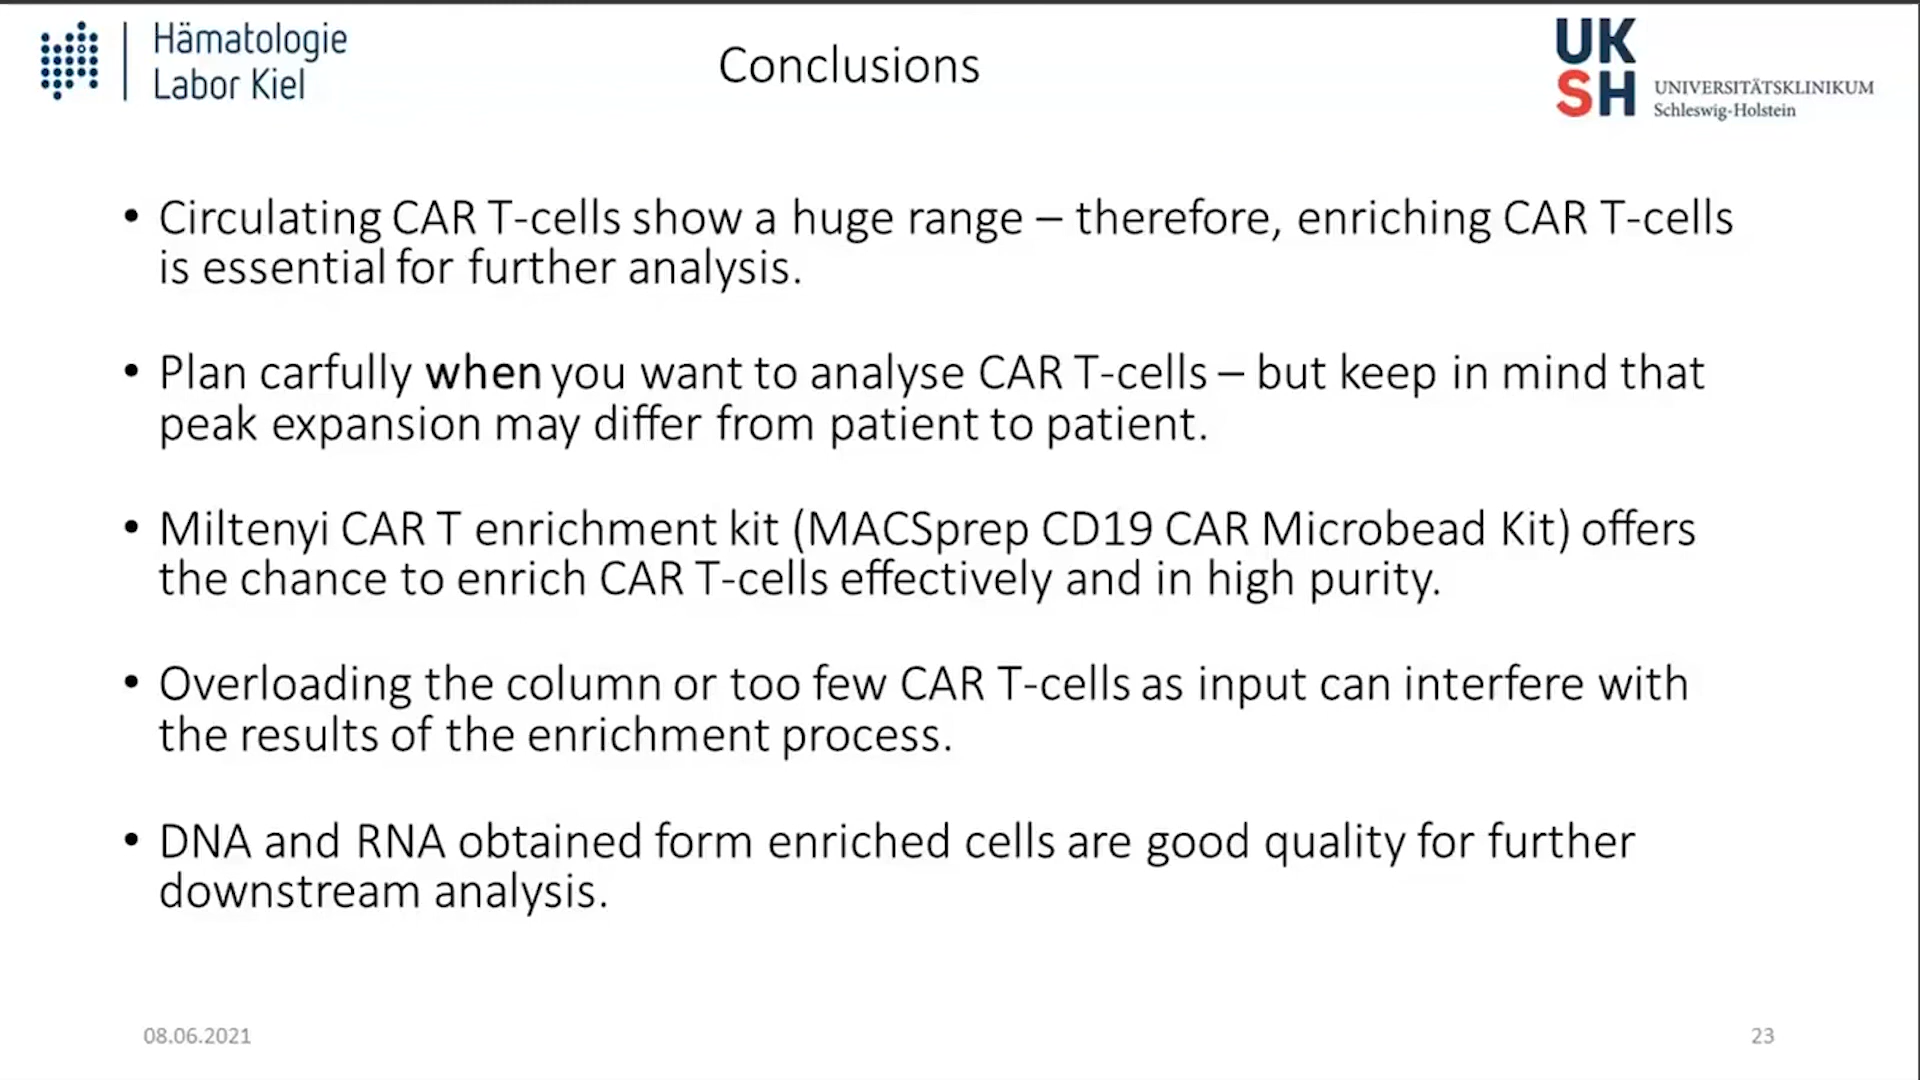 Hämatologie
Labor Kiel
Conclusions
UK
SH
UNIVERSITÄTSKLINIKUM
Schleswig-Holstein
• Circulating CAR T-cells show a huge range – therefore, enriching CAR T-cells
is essential for further analysis.
• Plan carfully when you want to analyse CAR T-cells – but keep in mind that
peak expansion may differ from patient to patient.
• Miltenyi CAR T enrichment kit (MACSprep CD19 CAR Microbead Kit) offers
the chance to enrich CAR T-cells effectively and in high purity.
• Overloading the column or too few CAR T-cells as input can interfere with
the results of the enrichment process.
• DNA and RNA obtained form enriched cells are good quality for further
downstream analysis.
08.06.2021
23